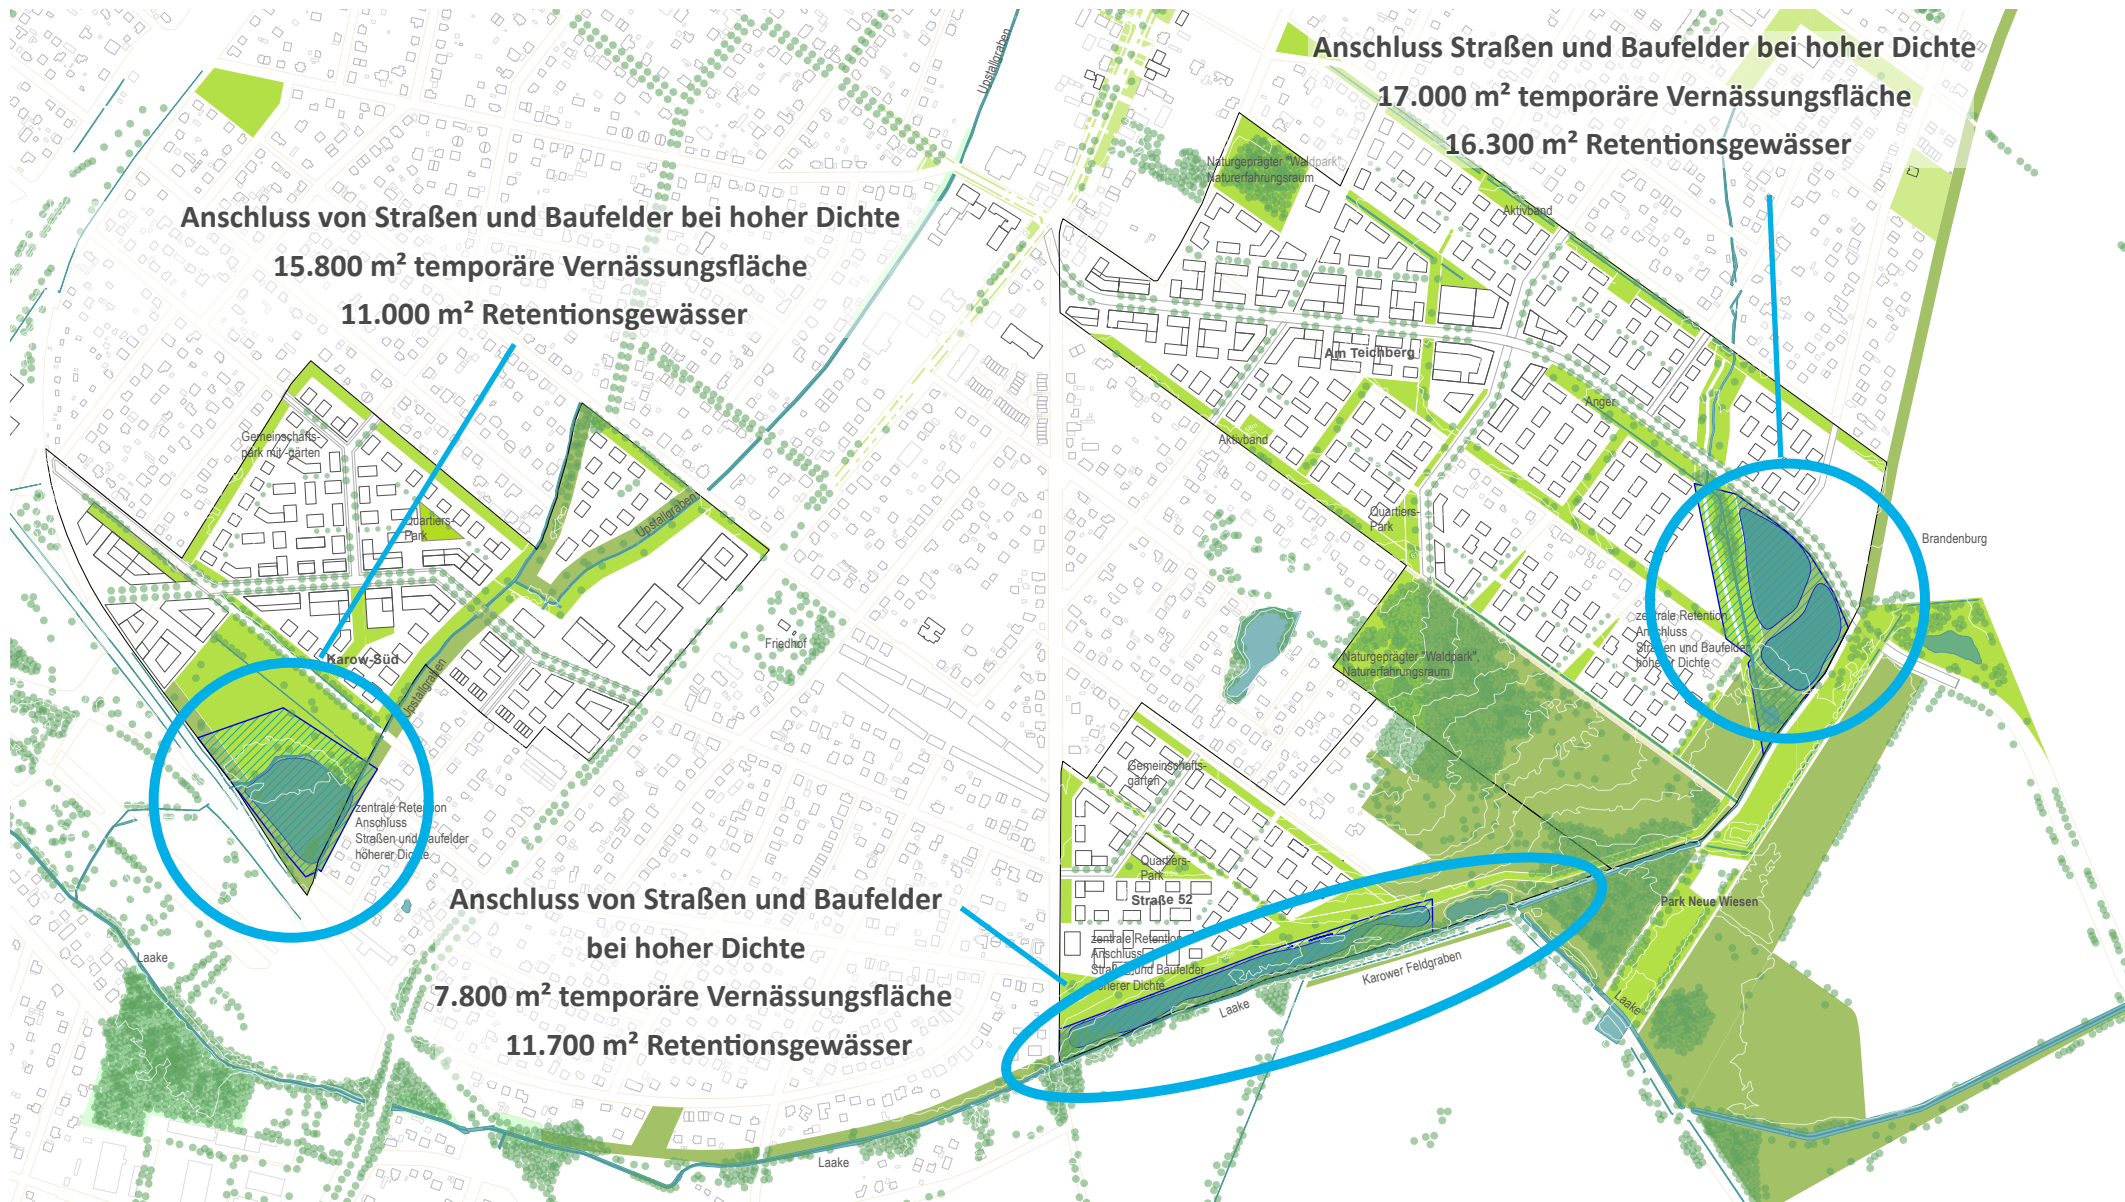 Anschluss Straßen und Baufelder bei hoher Dichte
17.000 m² temporäre Vernässungsfläche
16.300 m² Retentionsgewässer
Upstallgraben
Naturgeprägter "Waldpark",
Naturerfahrungsraum
Aktivband
Anschluss von Straßen und Baufelder bei hoher Dichte
15.800 m² temporäre Vernässungsfläche
11.000 m² Retentionsgewässer
Am Teichberg
Anger
Aktivband
Gemeinschafts-
park mit -gärten
Quartiers-
Park
Upstallgraben
Quartiers-
Park
Brandenburg
zentrale Retention
Anschluss
Straßen und Baufelder
höherer Dichte
Friedhof
Karow-Süd
Upstallgraben
Naturgeprägter "Waldpark",
Naturerfahrungsraum
Gemeinschafts-
gärten
zentrale Retention
Anschluss
Straßen und Baufelder
höherer Dichte
Quartiers-
Park
Straße 52
Park Neue Wiesen
Anschluss von Straßen und Baufelder
bei hoher Dichte
7.800 m² temporäre Vernässungsfläche
11.700 m² Retentionsgewässer
zentrale Retention
Anschluss
Straßen und Baufelder
höherer Dichte
Karower Feldgraben
Laake
Laake
Laake
Laake